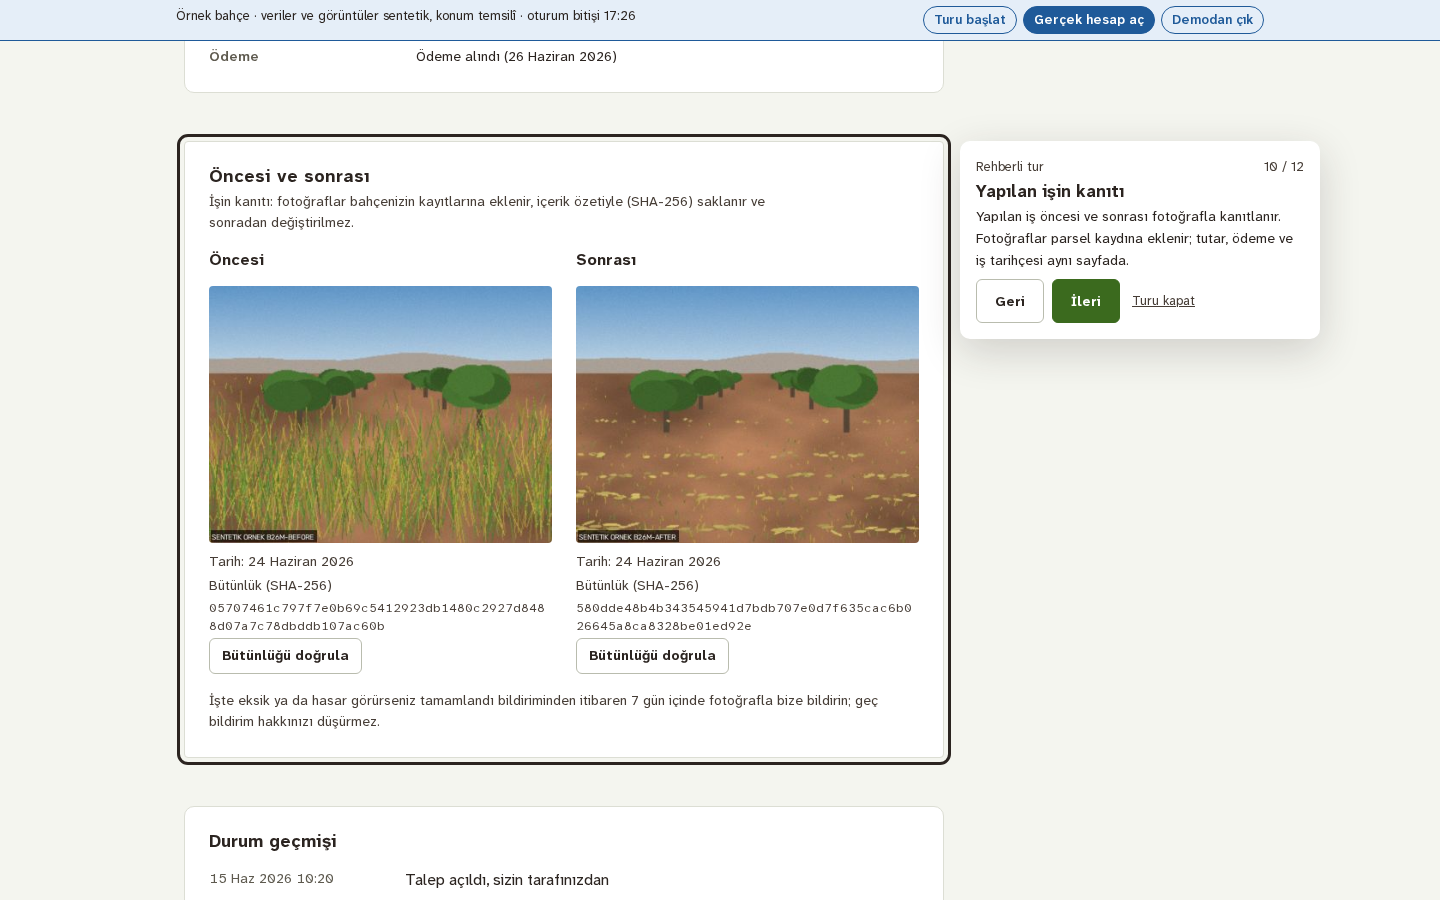 Örnek bahçe · veriler ve görüntüler sentetik, konum temsilî · oturum bitişi 17:26
Turu başlat
Gerçek hesap aç
Demodan çık
Ödeme
Ödeme alındı (26 Haziran 2026)
Öncesi ve sonrası
İşin kanıtı: fotoğraflar bahçenizin kayıtlarına eklenir, içerik özetiyle (SHA-256) saklanır ve
sonradan değiştirilmez.
Öncesi
Sonrası
SENTETIK ORNEK B26M-BEFORE
SENTETIK ORNEK B26M-AFTER
Tarih: 24 Haziran 2026
Bütünlük (SHA-256)
05707461c797f7e0b69c5412923db1480c2927d848
8d07a7c78dbddb107ac60b
Bütünlüğü doğrula
Tarih: 24 Haziran 2026
Bütünlük (SHA-256)
580dde48b4b343545941d7bdb707e0d7f635cac6b0
26645a8ca8328be01ed92e
Bütünlüğü doğrula
İşte eksik ya da hasar görürseniz tamamlandı bildiriminden itibaren 7 gün içinde fotoğrafla bize bildirin; geç
bildirim hakkınızı düşürmez.
Rehberli tur
10 / 12
Yapılan işin kanıtı
Yapılan iş öncesi ve sonrası fotoğrafla kanıtlanır.
Fotoğraflar parsel kaydına eklenir; tutar, ödeme ve
iş tarihçesi aynı sayfada.
Geri
İleri
Turu kapat
Durum geçmişi
15 Haz 2026 10:20
Talep açıldı, sizin tarafınızdan